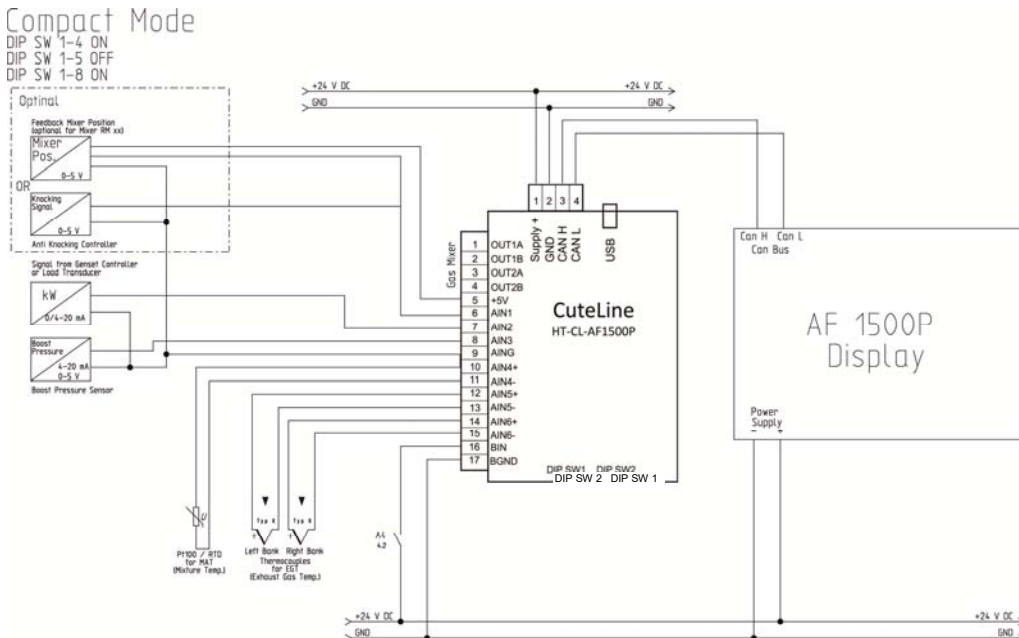 Compact Mode
DIP SW 1-4 ON
DIP SW 1-5 OFF
DIP SW 1-8 ON
Optinal
Feedback Mixer Position
(optional for Mixer RM xx)
Mixer
Pos.
0-5 V
OR
Knocking
Signal
0-5 V
Anti Knocking Controller
Signal from Genset Controller
or Load Transducer
kW
0/4-20 mA
Boost
Pressure
4-20 mA
0-5 V
Boost Pressure Sensor
+24 V DC
+24 V DC
GND
GND
1 2 3 4
Supply +
GND
CAN H
CAN L
USB
Gas Mixer
1 OUT1A
2 OUT1B
3 OUT2A
4 OUT2B
5 +5V
6 AIN1
7 AIN2
8 AIN3
9 AING
10 AIN4+
11 AIN4-
12 AIN5+
13 AIN5-
14 AIN6+
15 AIN6-
16 BIN
17 BGND
CuteLine
HT-CL-AF1500P
DIP SW1 DIP SW2
DIP SW 2 DIP SW 1
Can H Can L
Can Bus
AF 1500P
Display
Power
Supply
- +
Pt100 / RTD
for MAT
(Mixture Temp.)
Typ K
Typ K
+
+
Left Bank Right Bank
Thermocouples
for EGT
(Exhaust Gas Temp.)
4.2
+24 V DC
+24 V DC
GND
GND